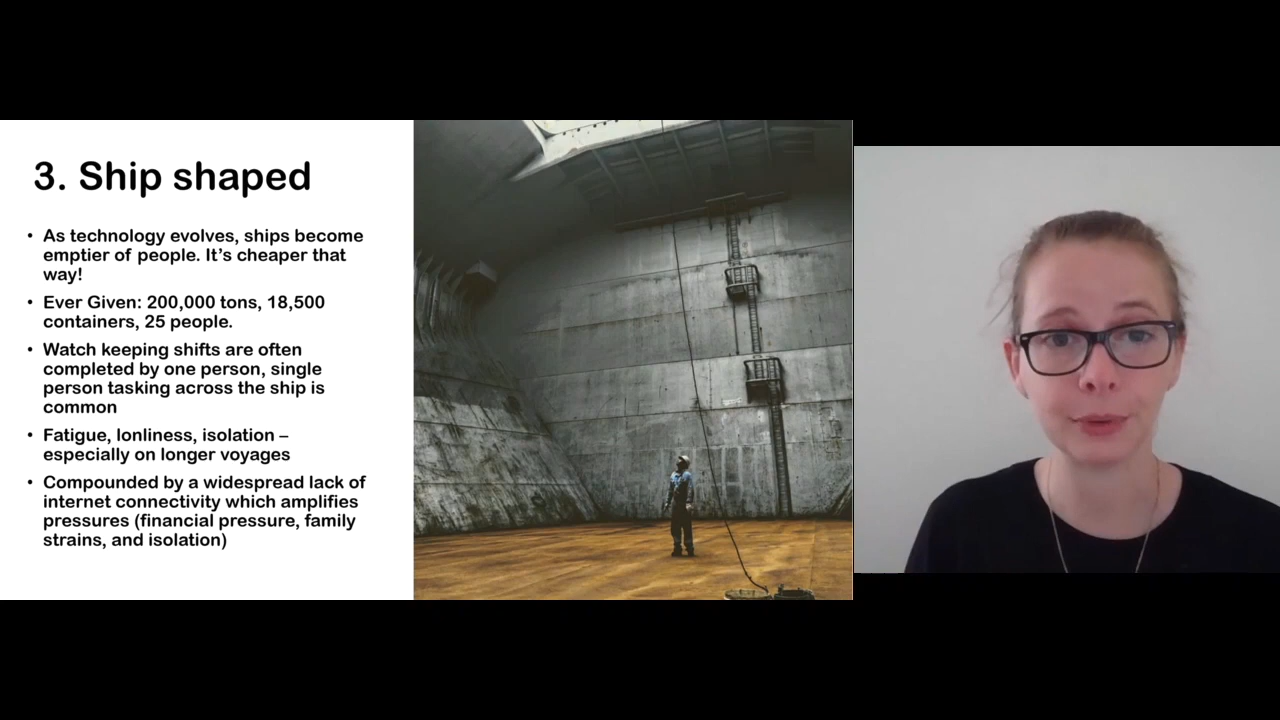 3. Ship shaped
• As technology evolves, ships become
emptier of people. It's cheaper that
way!
• Ever Given: 200,000 tons, 18,500
containers, 25 people.
• Watch keeping shifts are often
completed by one person, single
person tasking across the ship is
common
• Fatigue, lonliness, isolation –
especially on longer voyages
• Compounded by a widespread lack of
internet connectivity which amplifies
pressures (financial pressure, family
strains, and isolation)